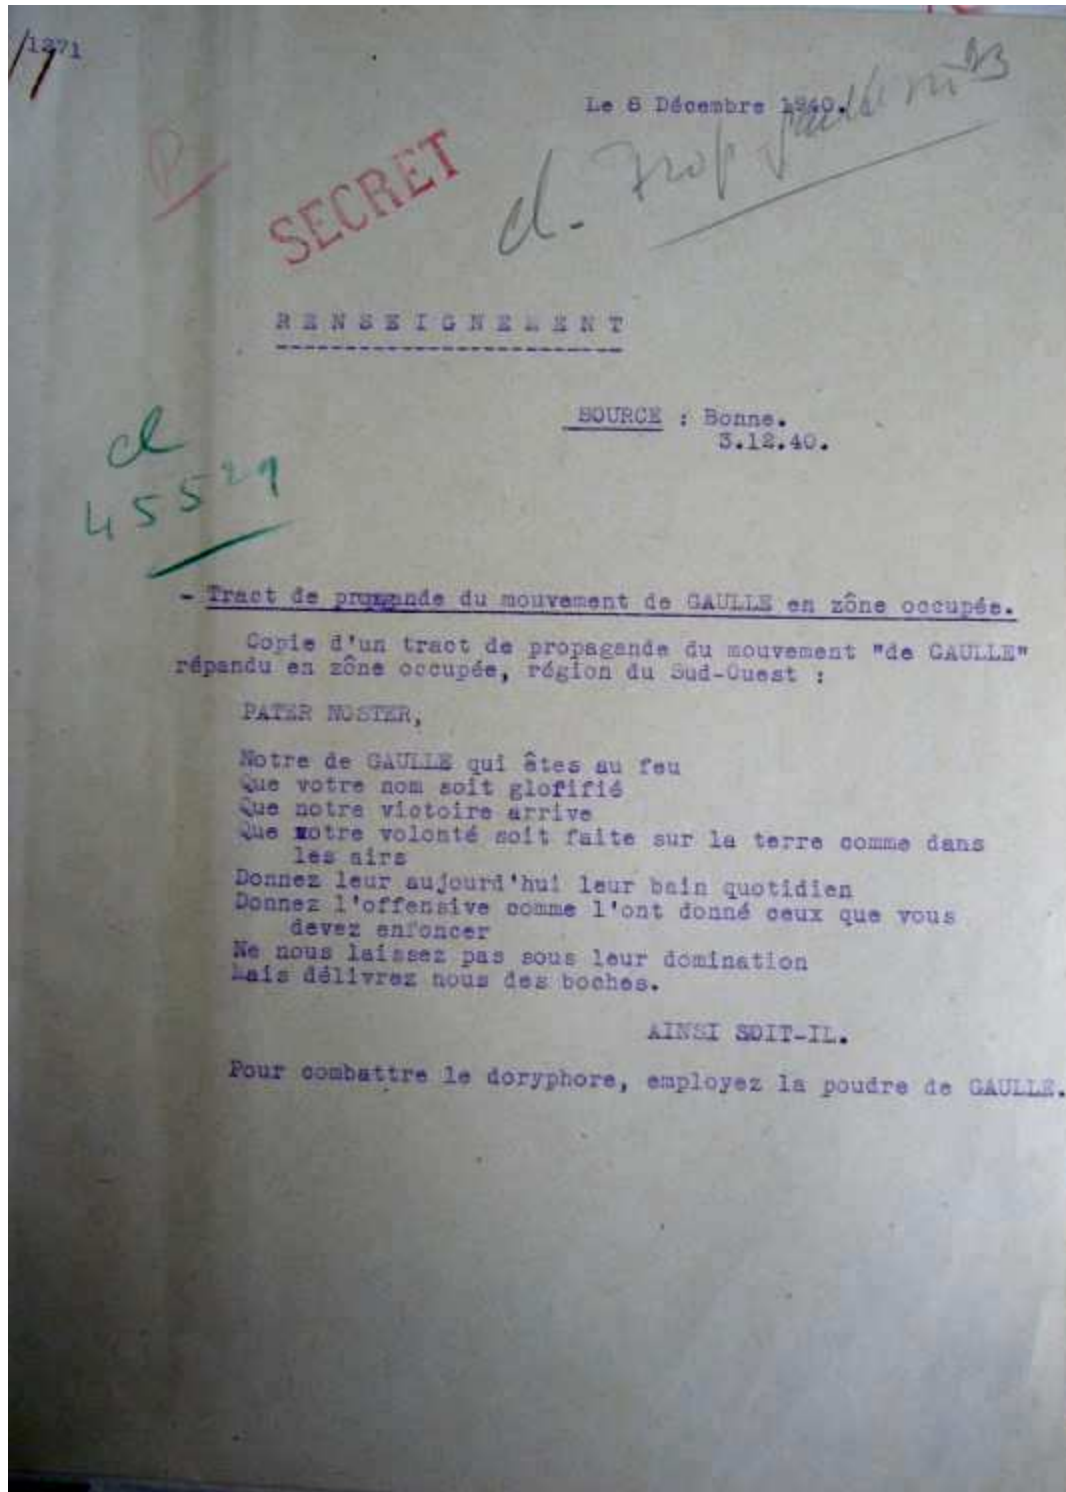 /1371
Le 6 Décembre 1940.
SECRET
RENSEIGNEMENT
SOURCE : Bonne.
3.12.40.
cl
45529
- Tract de propagande du mouvement de GAULLE en zône occupée.
Copie d'un tract de propagande du mouvement "de GAULLE"
répandu en zône occupée, région du Sud-Ouest :
PATER NOSTER,
Notre de GAULLE qui êtes au feu
Que votre nom soit glofifié
Que notre victoire arrive
Que votre volonté soit faite sur la terre comme dans
les airs
Donnez leur aujourd'hui leur bain quotidien
Donnez l'offensive comme l'ont donné ceux que vous
devez enfoncer
Ne nous laissez pas sous leur domination
Mais délivrez nous des boches.
AINSI SOIT-IL.
Pour combattre le doryphore, employez la poudre de GAULLE.